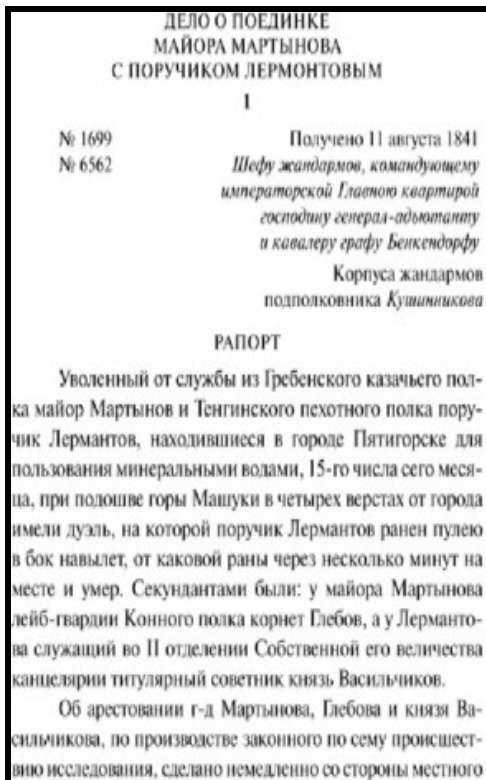 ДЕЛО О ПОЕДИНКЕ
МАЙОРА МАРТЫНОВА
С ПОРУЧИКОМ ЛЕРМОНТОВЫМ
1
№ 1699 Получено 11 августа 1841
№ 6562 Шефу жандармов, командующему
императорской Главною квартирой
господину генерал-адъютанту
и кавалеру графу Бенкендорфу
Корпуса жандармов
подполковника Кушинникова
РАПОРТ
Уволенный от службы из Гребенского казачьего пол-
ка майор Мартынов и Тенгинского пехотного полка пору-
чик Лермантов, находившиеся в городе Пятигорске для
пользования минеральными водами, 15-го числа сего меся-
ца, при подошве горы Машуки в четырех верстах от города
имели дуэль, на которой поручик Лермантов ранен пулею
в бок навылет, от каковой раны через несколько минут на
месте и умер. Секундантами были: у майора Мартынова
лейб-гвардии Конного полка корнет Глебов, а у Лерманто-
ва служащий во II отделении Собственной его величества
канцелярии титулярный советник князь Васильчиков.
Об арестовании г-д Мартынова, Глебова и князя Ва-
сильчикова, по производстве законного по сему происшест-
вию исследования, сделано немедленно со стороны местного